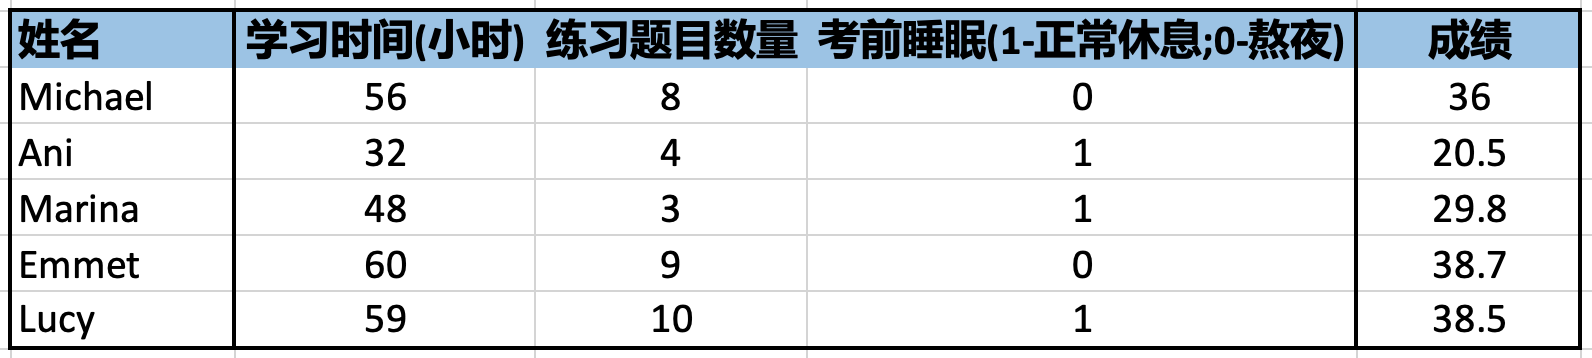 姓名 学习时间(小时) 练习题目数量 考前睡眠(1-正常休息;0-熬夜) 成绩
Michael 56 8 0 36
Ani 32 4 1 20.5
Marina 48 3 1 29.8
Emmet 60 9 0 38.7
Lucy 59 10 1 38.5